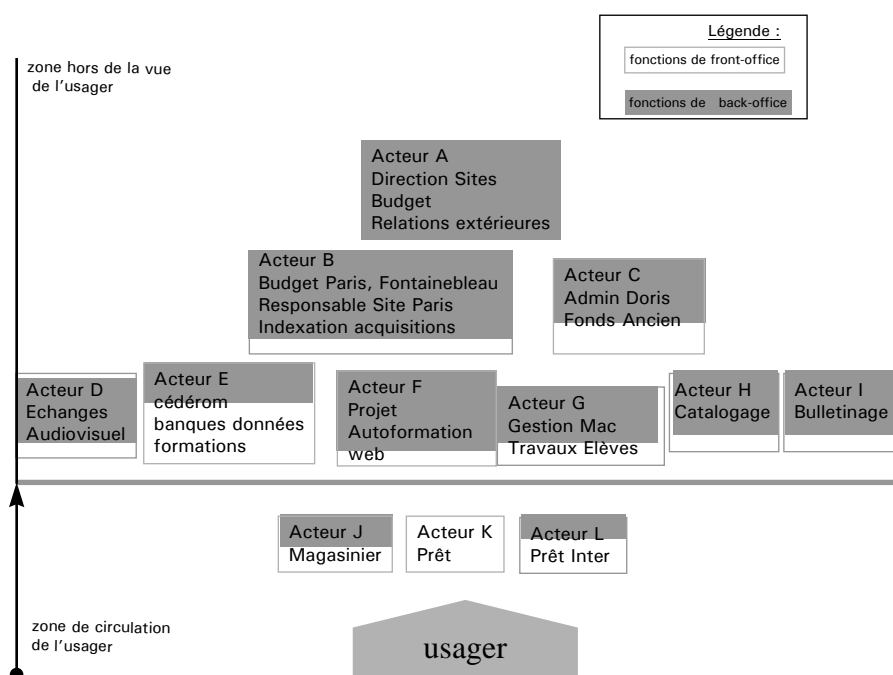 Légende :
fonctions de front-office
fonctions de back-office
zone hors de la vue
de l'usager
Acteur A
Direction Sites
Budget
Relations extérieures
Acteur B
Budget Paris, Fontainebleau
Responsable Site Paris
Indexation acquisitions
Acteur C
Admin Doris
Fonds Ancien
Acteur D
Echanges
Audiovisuel
Acteur E
cédérom
banques données
formations
Acteur F
Projet
Autoformation
web
Acteur G
Gestion Mac
Travaux Elèves
Acteur H
Catalogage
Acteur I
Bulletinage
Acteur J
Magasinier
Acteur K
Prêt
Acteur L
Prêt Inter
zone de circulation
de l'usager
usager